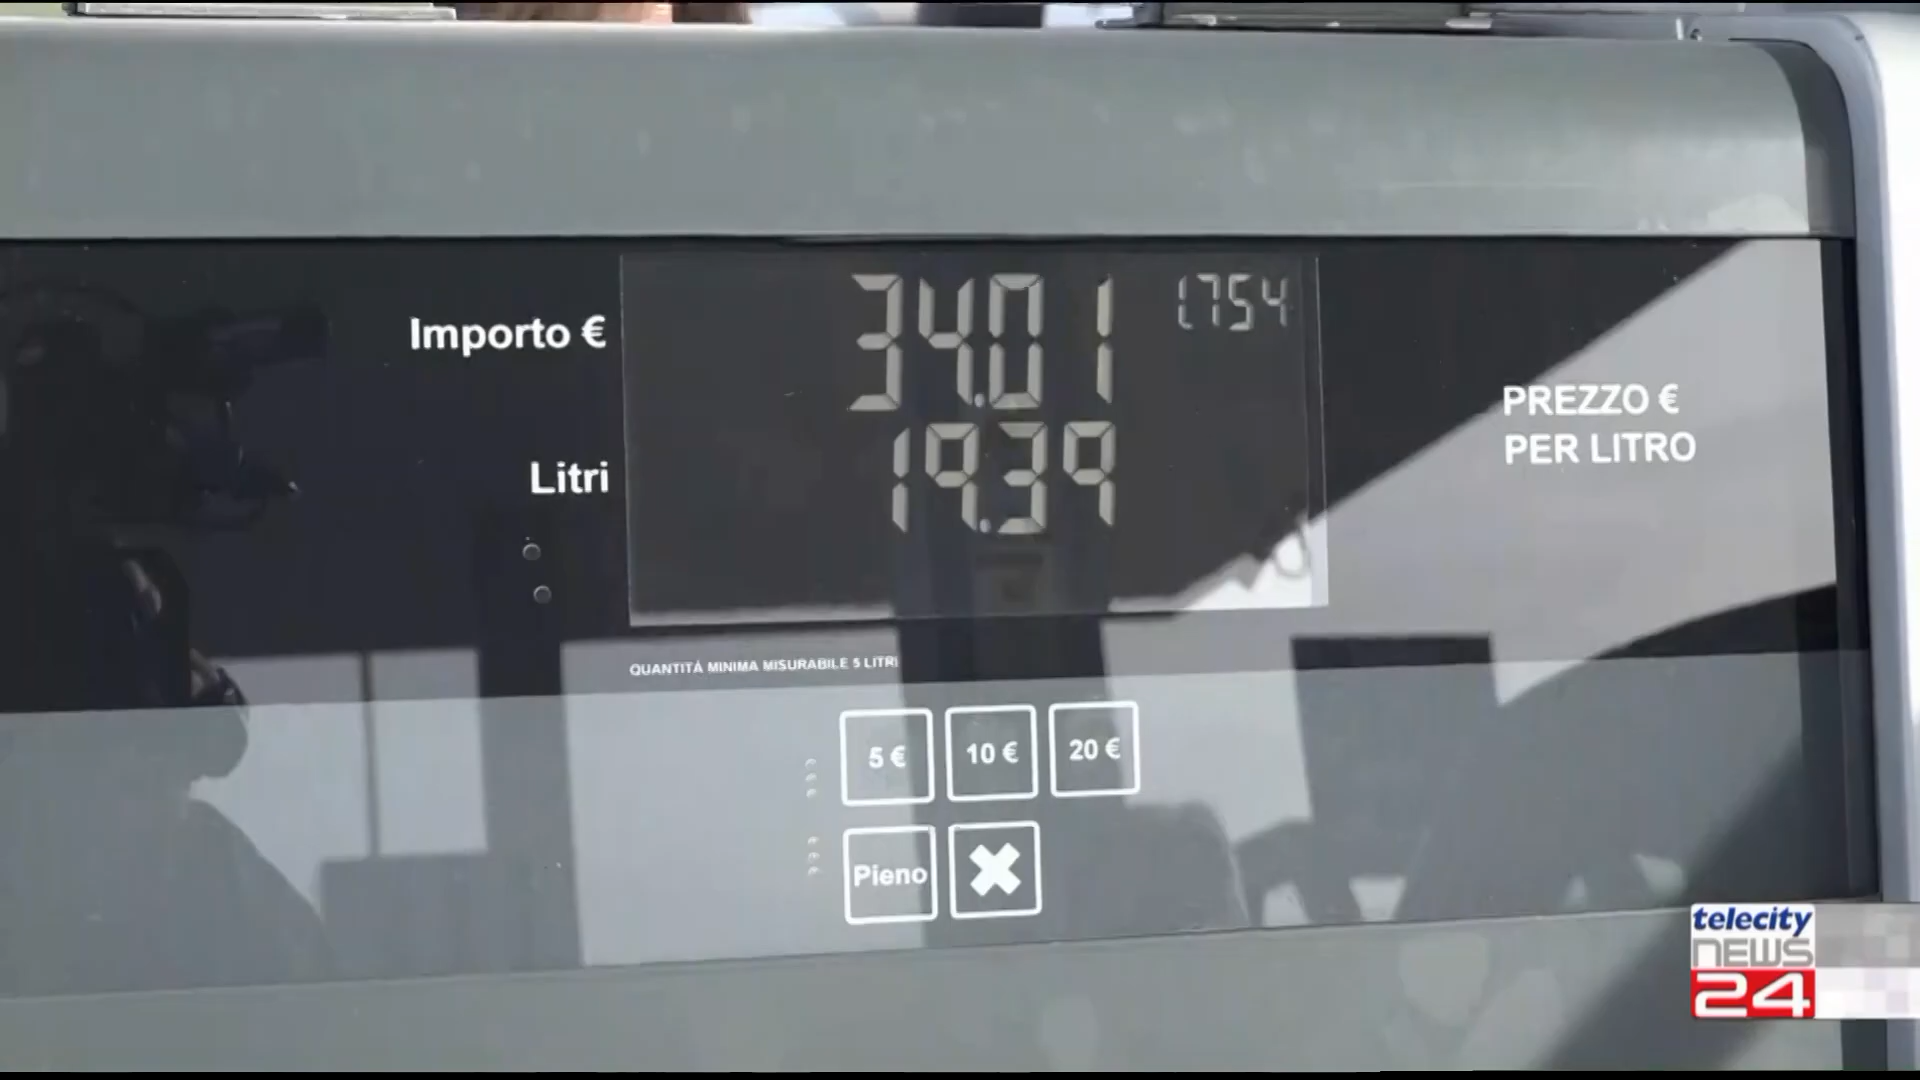 Importo € 34.01 1.754
PREZZO €
PER LITRO
Litri 19.39
QUANTITÁ MINIMA MISURABILE 5 LITRI
5 € 10 € 20 €
Pieno
telecity
NEWS
24